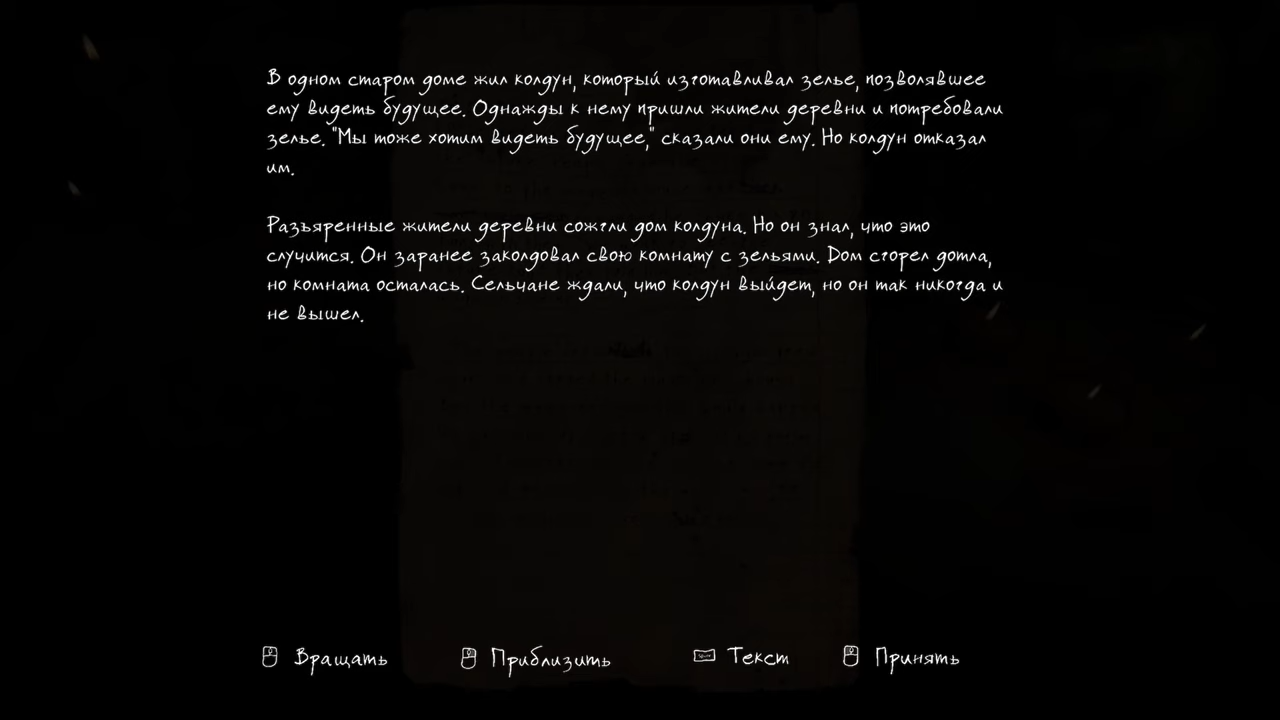 В одном старом доме жил колдун, который изготавливал зелье, позволявшее
ему видеть будущее. Однажды к нему пришли жители деревни и потребовали
зелье. "Мы тоже хотим видеть будущее," сказали они ему. Но колдун отказал
им.
Разъяренные жители деревни сожгли дом колдуна. Но он знал, что это
случится. Он заранее заколдовал свою комнату с зельями. Дом сгорел дотла,
но комната осталась. Сельчане ждали, что колдун выйдет, но он так никогда и
не вышел.
Вращать Приблизить Текст Принять